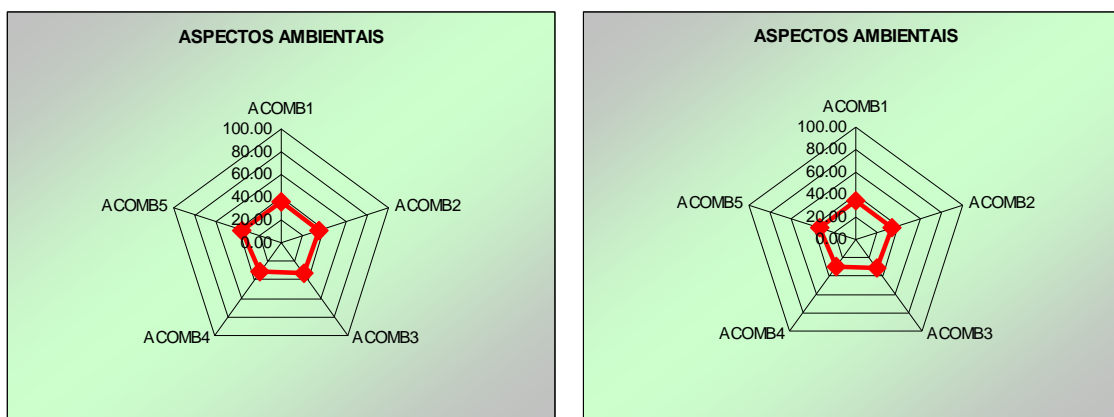 ASPECTOS AMBIENTAIS
ACOMB1
100.00
80.00
60.00
40.00
20.00
0.00
ACOMB2
ACOMB3
ACOMB4
ACOMB5
ASPECTOS AMBIENTAIS
ACOMB1
100.00
80.00
60.00
40.00
20.00
0.00
ACOMB2
ACOMB3
ACOMB4
ACOMB5